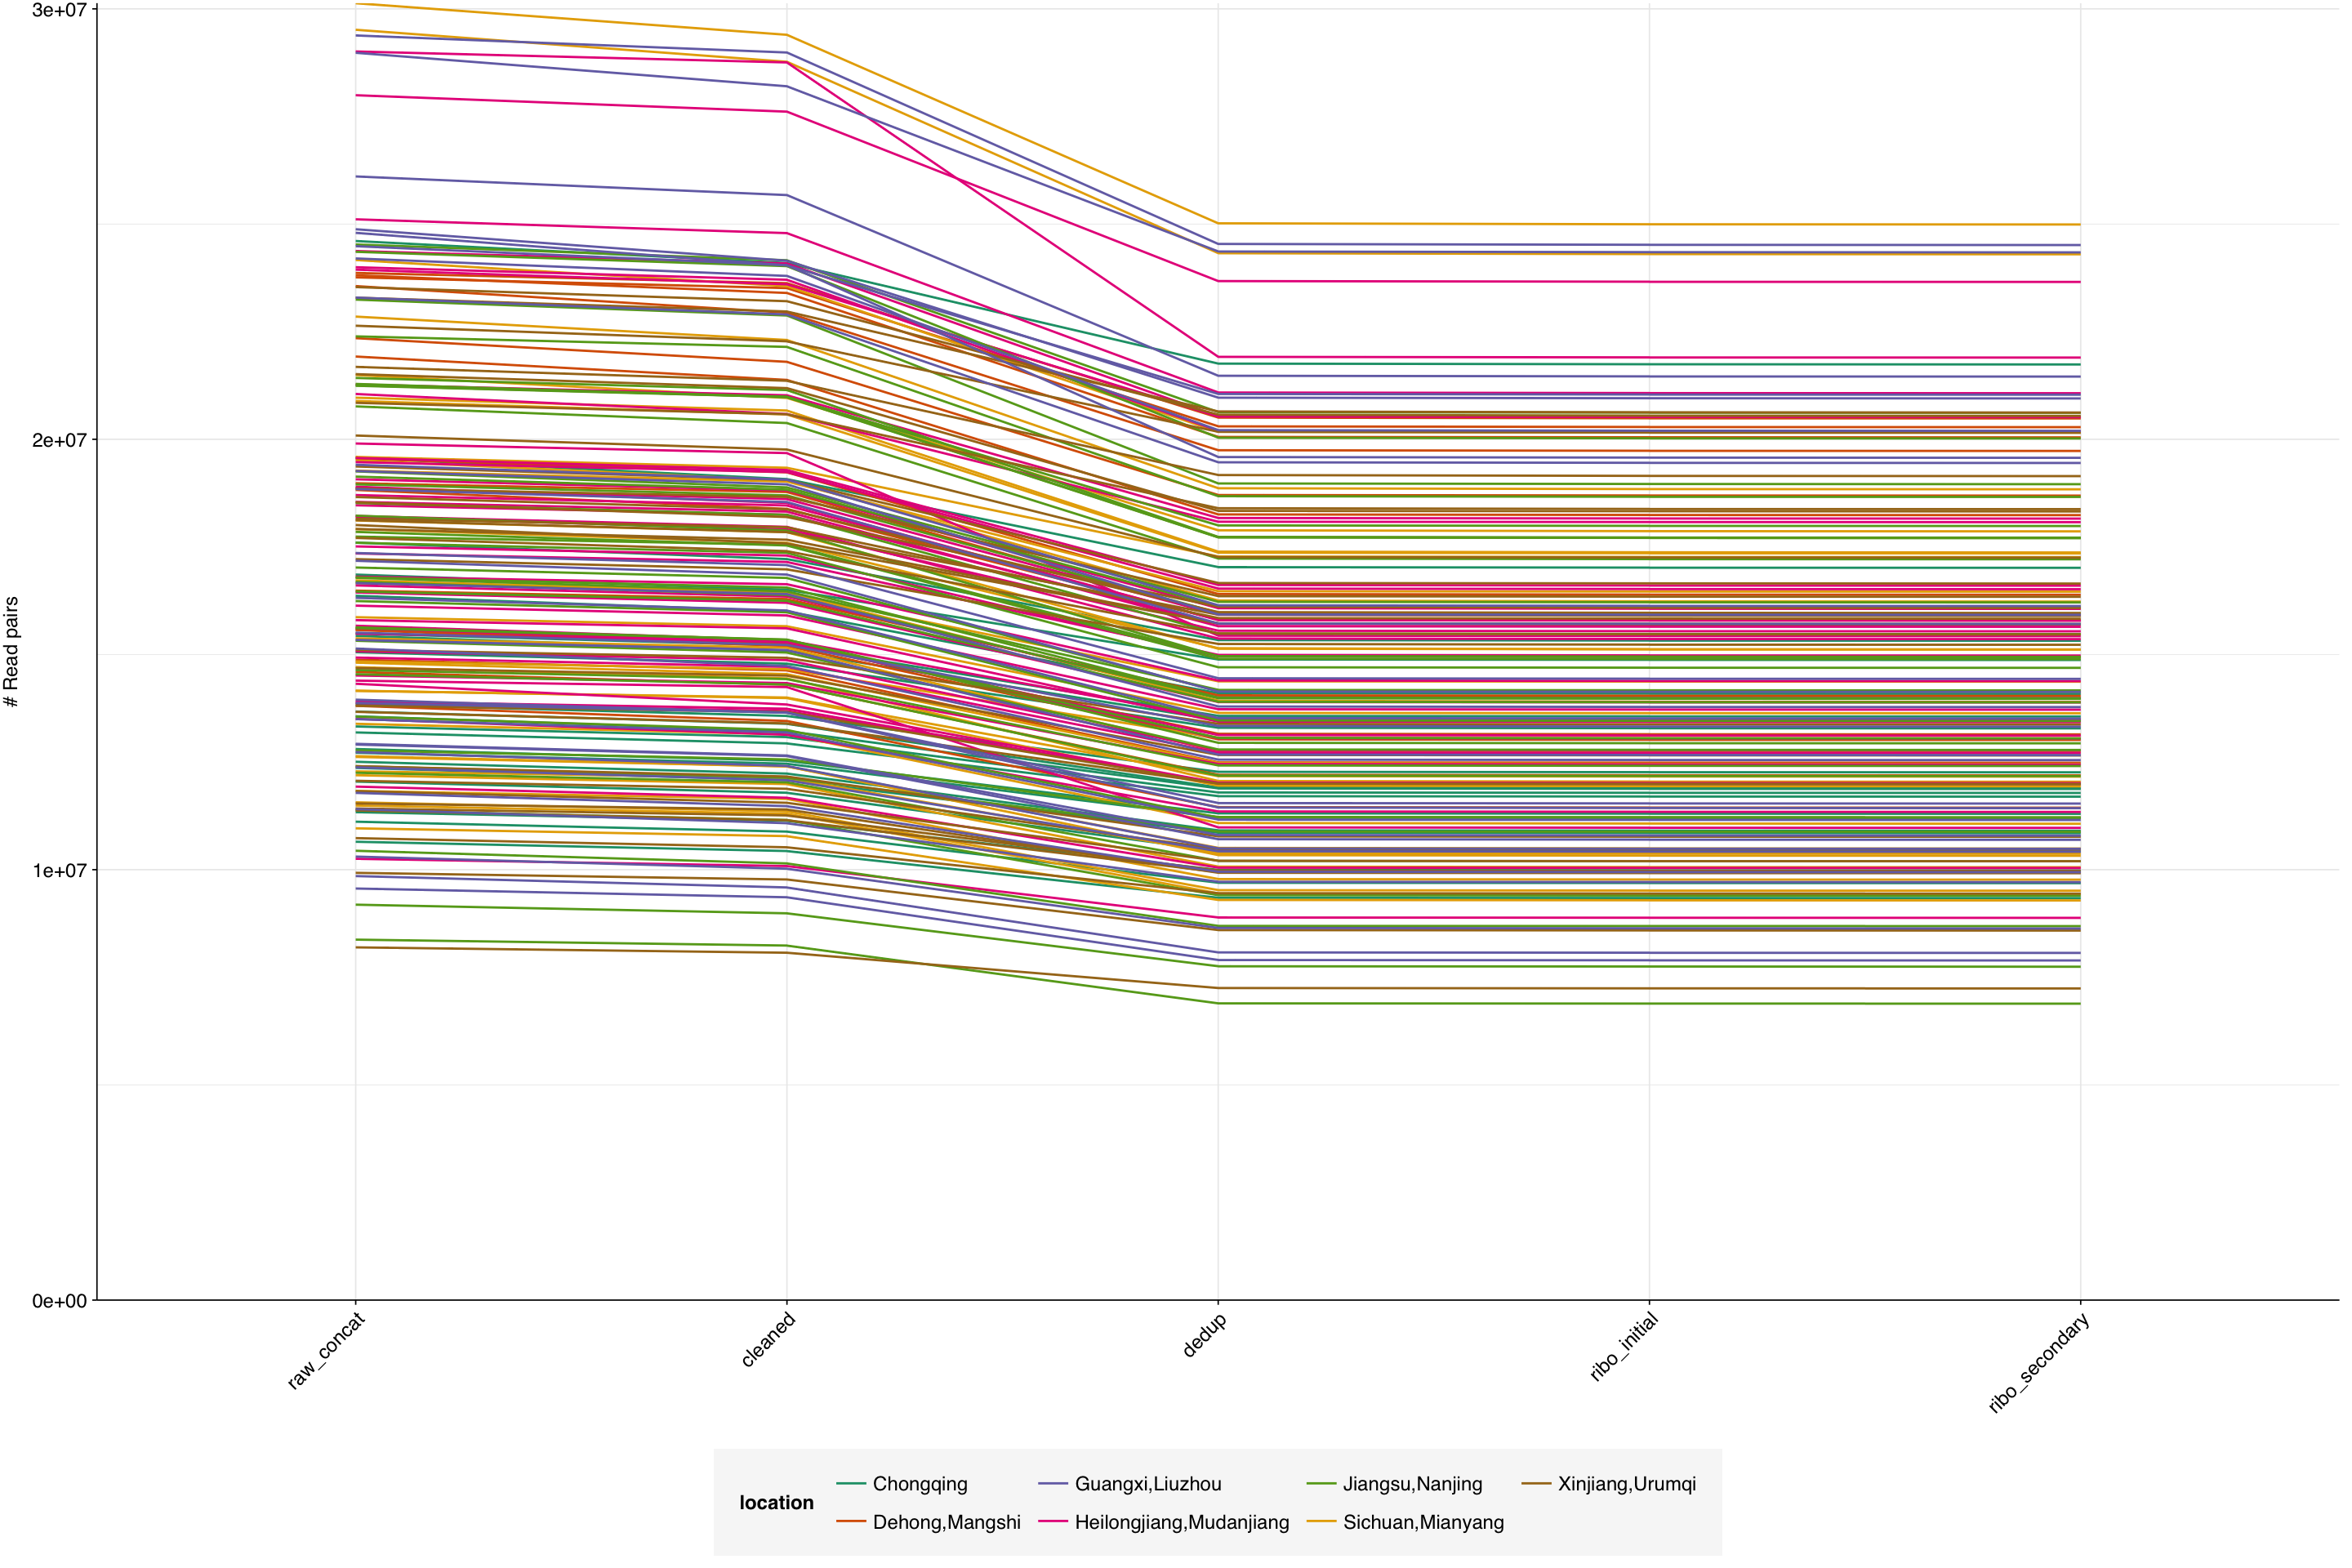 # Read pairs
3e+07
2e+07
1e+07
0e+00
raw_concat
cleaned
dedup
ribo_initial
ribo_secondary
location
Chongqing
Guangxi,Liuzhou
Jiangsu,Nanjing
Xinjiang,Urumqi
Dehong,Mangshi
Heilongjiang,Mudanjiang
Sichuan,Mianyang